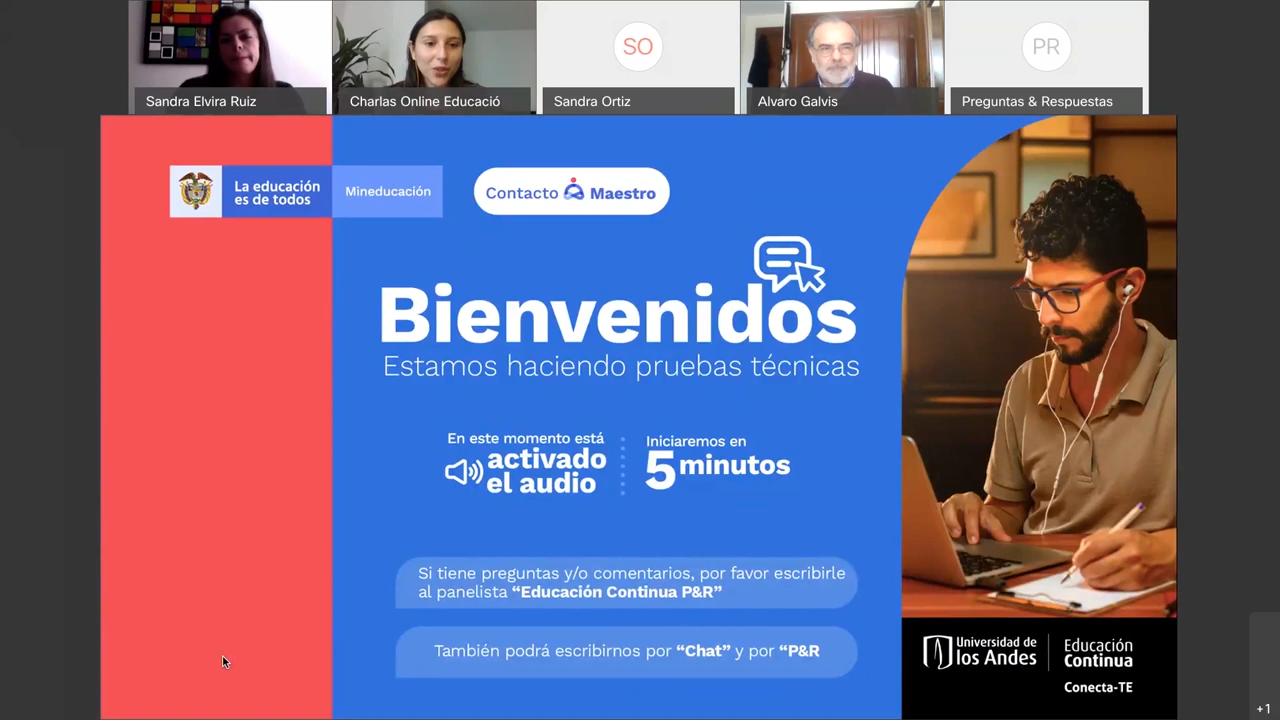 SO
PR
Sandra Elvira Ruiz
Charlas Online Educació
Sandra Ortiz
Alvaro Galvis
Preguntas & Respuestas
La educación
es de todos
Mineducación
Contacto Maestro
Bienvenidos
Estamos haciendo pruebas técnicas
En este momento está
activado
el audio
Iniciaremos en
5 minutos
Si tiene preguntas y/o comentarios, por favor escribirle
al panelista “Educación Continua P&R”
También podrá escribirnos por “Chat” y por “P&R
Universidad de
los Andes
Educación
Continua
Conecta-TE
+1